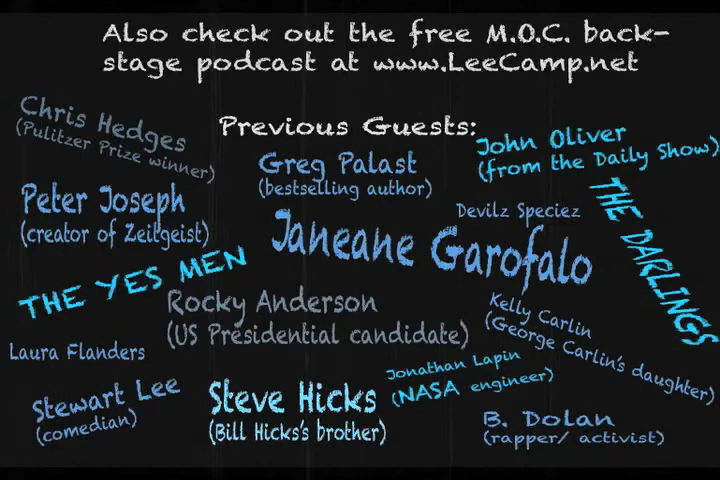 Also check out the free M.O.C. back-
stage podcast at www.LeeCamp.net
Previous Guests:
Chris Hedges
(Pulitzer Prize winner)
Greg Palast
(bestselling author)
John Oliver
(from the Daily Show)
Peter Joseph
(creator of Zeitgeist)
Devilz Speciez
Janeane Garofalo
THE DARLINGS
THE YES MEN
Rocky Anderson
(US Presidential candidate)
Kelly Carlin
(George Carlin's daughter)
Laura Flanders
Jonathan Lapin
(NASA engineer)
Stewart Lee
(comedian)
Steve Hicks
(Bill Hicks's brother)
B. Dolan
(rapper/ activist)